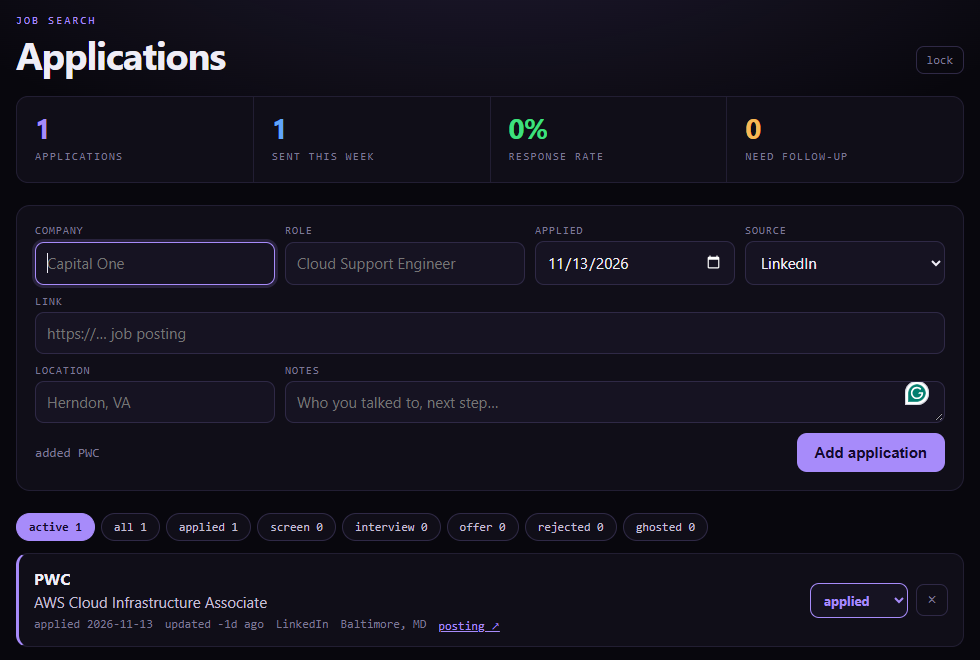 JOB SEARCH
Applications
lock
1
APPLICATIONS
1
SENT THIS WEEK
0%
RESPONSE RATE
0
NEED FOLLOW-UP
COMPANY
Capital One
ROLE
Cloud Support Engineer
APPLIED
11/13/2026
SOURCE
LinkedIn
LINK
https://... job posting
LOCATION
Herndon, VA
NOTES
Who you talked to, next step...
added PWC
Add application
active 1
all 1
applied 1
screen 0
interview 0
offer 0
rejected 0
ghosted 0
PWC
AWS Cloud Infrastructure Associate
applied 2026-11-13 updated -1d ago LinkedIn Baltimore, MD posting ↗
applied
×